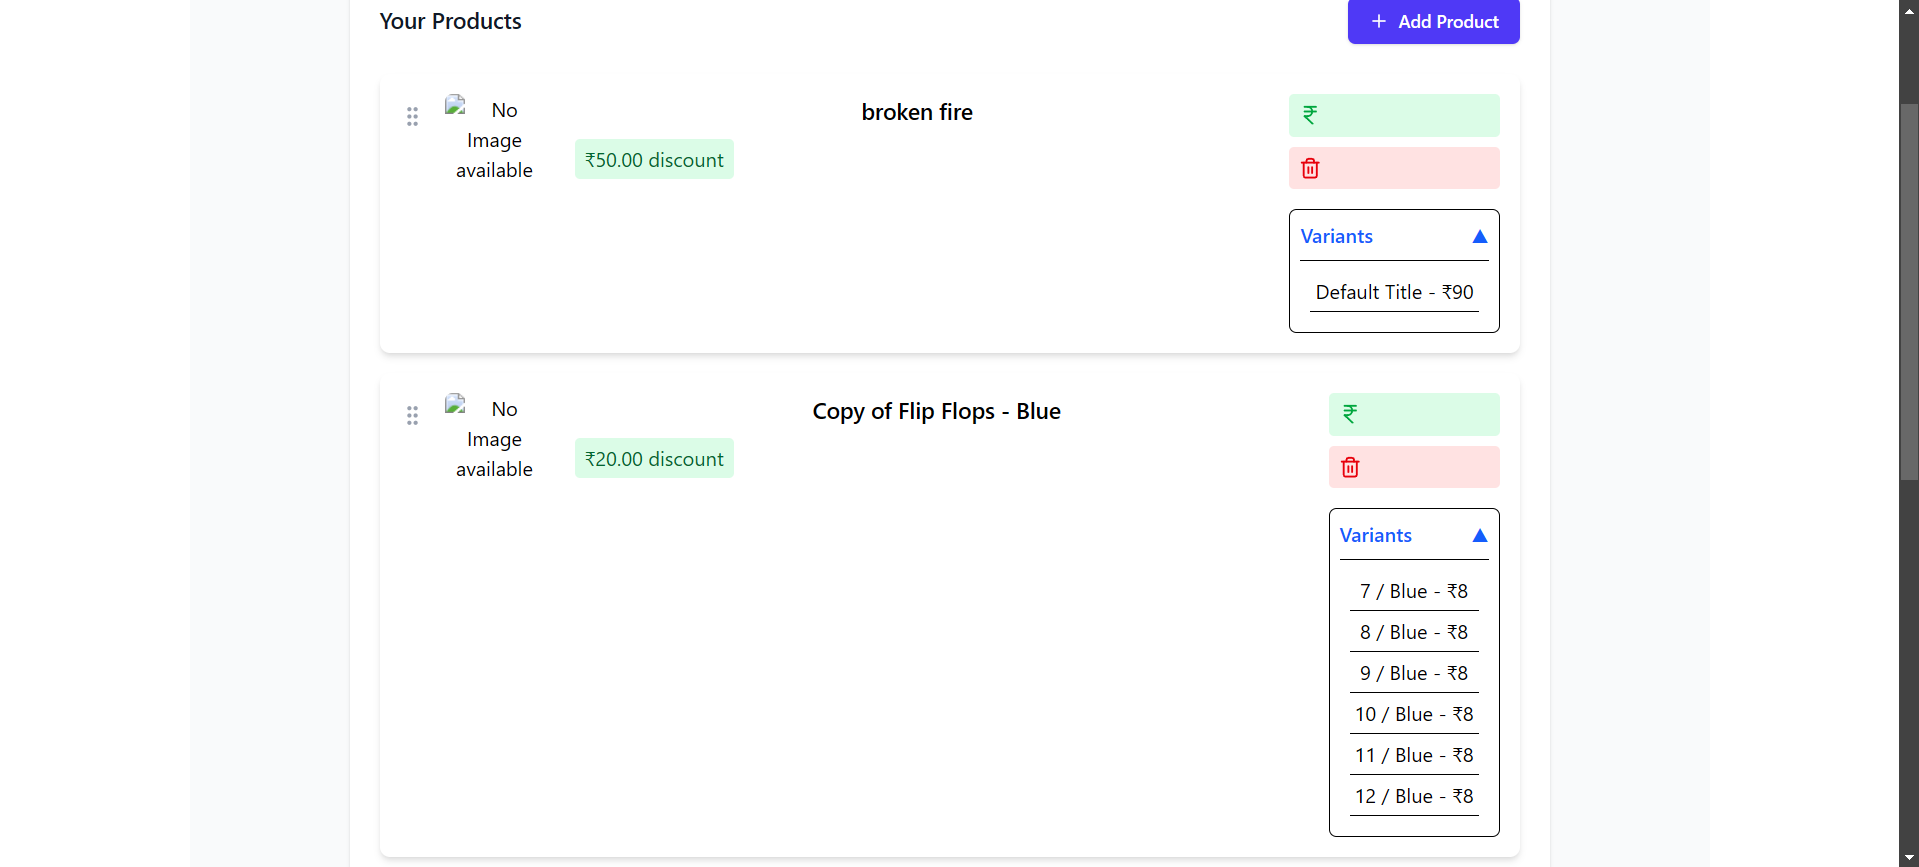 Your Products
+ Add Product
No
Image
available
broken fire
₹50.00 discount
₹
Variants ▲
Default Title - ₹90
No
Image
available
Copy of Flip Flops - Blue
₹20.00 discount
₹
Variants ▲
7 / Blue - ₹8
8 / Blue - ₹8
9 / Blue - ₹8
10 / Blue - ₹8
11 / Blue - ₹8
12 / Blue - ₹8